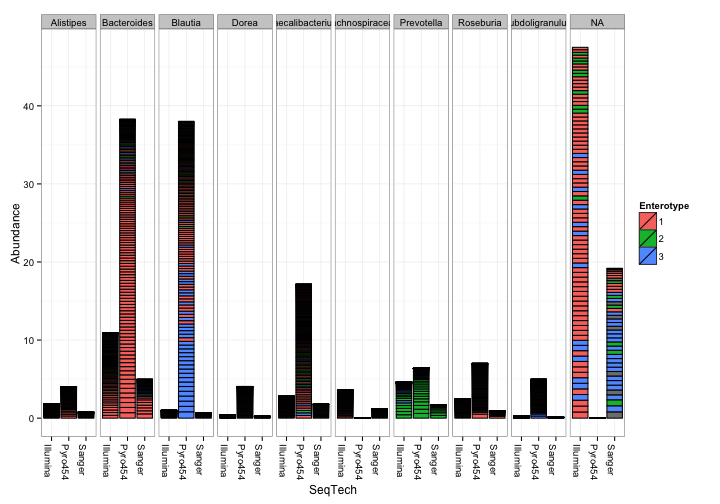 Alistipes
Bacteroides
Blautia
Dorea
Prevotella
Roseburia
NA
Abundance
40
30
20
10
0
Illumina
Pyro454
Sanger
Illumina
Pyro454
Sanger
Illumina
Pyro454
Sanger
Illumina
Pyro454
Sanger
Illumina
Pyro454
Sanger
Illumina
Pyro454
Sanger
Illumina
Pyro454
Sanger
Illumina
Pyro454
Sanger
Illumina
Pyro454
Sanger
Illumina
Pyro454
Sanger
SeqTech
Enterotype
1
2
3